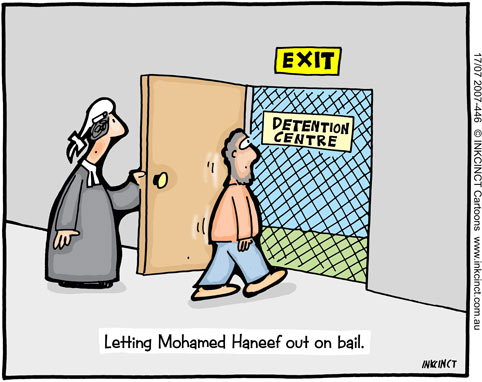 EXIT
DETENTION
CENTRE
Letting Mohamed Haneef out on bail.
INKCINCT
17/07 2007-446 © INKCINCT Cartoons www.inkcinct.com.au